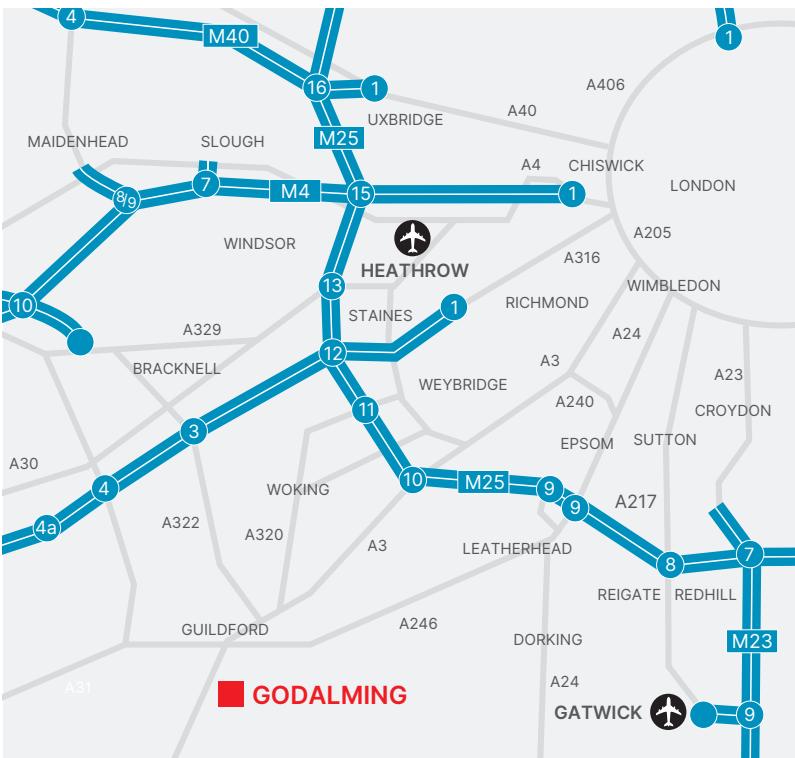 4
M40
1
16
1
A406
UXBRIDGE
A40
M25
MAIDENHEAD
SLOUGH
A4
CHISWICK
7
M4
15
1
LONDON
8/9
WINDSOR
A205
HEATHROW
A316
13
WIMBLEDON
10
STAINES
1
RICHMOND
A329
A24
12
BRACKNELL
A3
WEYBRIDGE
A23
11
A240
CROYDON
3
EPSOM
SUTTON
A30
10
M25
9
4
WOKING
9
A217
4a
A322
A320
A3
LEATHERHEAD
7
8
REIGATE
REDHILL
GUILDFORD
A246
DORKING
M23
A31
GODALMING
A24
GATWICK
9